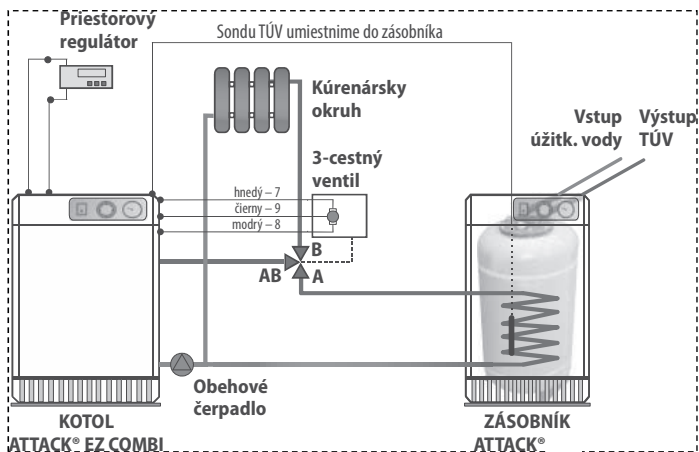 Priestorový
regulátor
Sondu TÚV umiestnime do zásobníka
Kúrenársky
okruh
Vstup
úžitk. vody
Výstup
TÚV
3-cestný
ventil
hnedý – 7
čierny – 9
modrý – 8
B
AB
A
Obehové
čerpadlo
KOTOL
ATTACK® EZ COMBI
ZÁSOBNÍK
ATTACK®